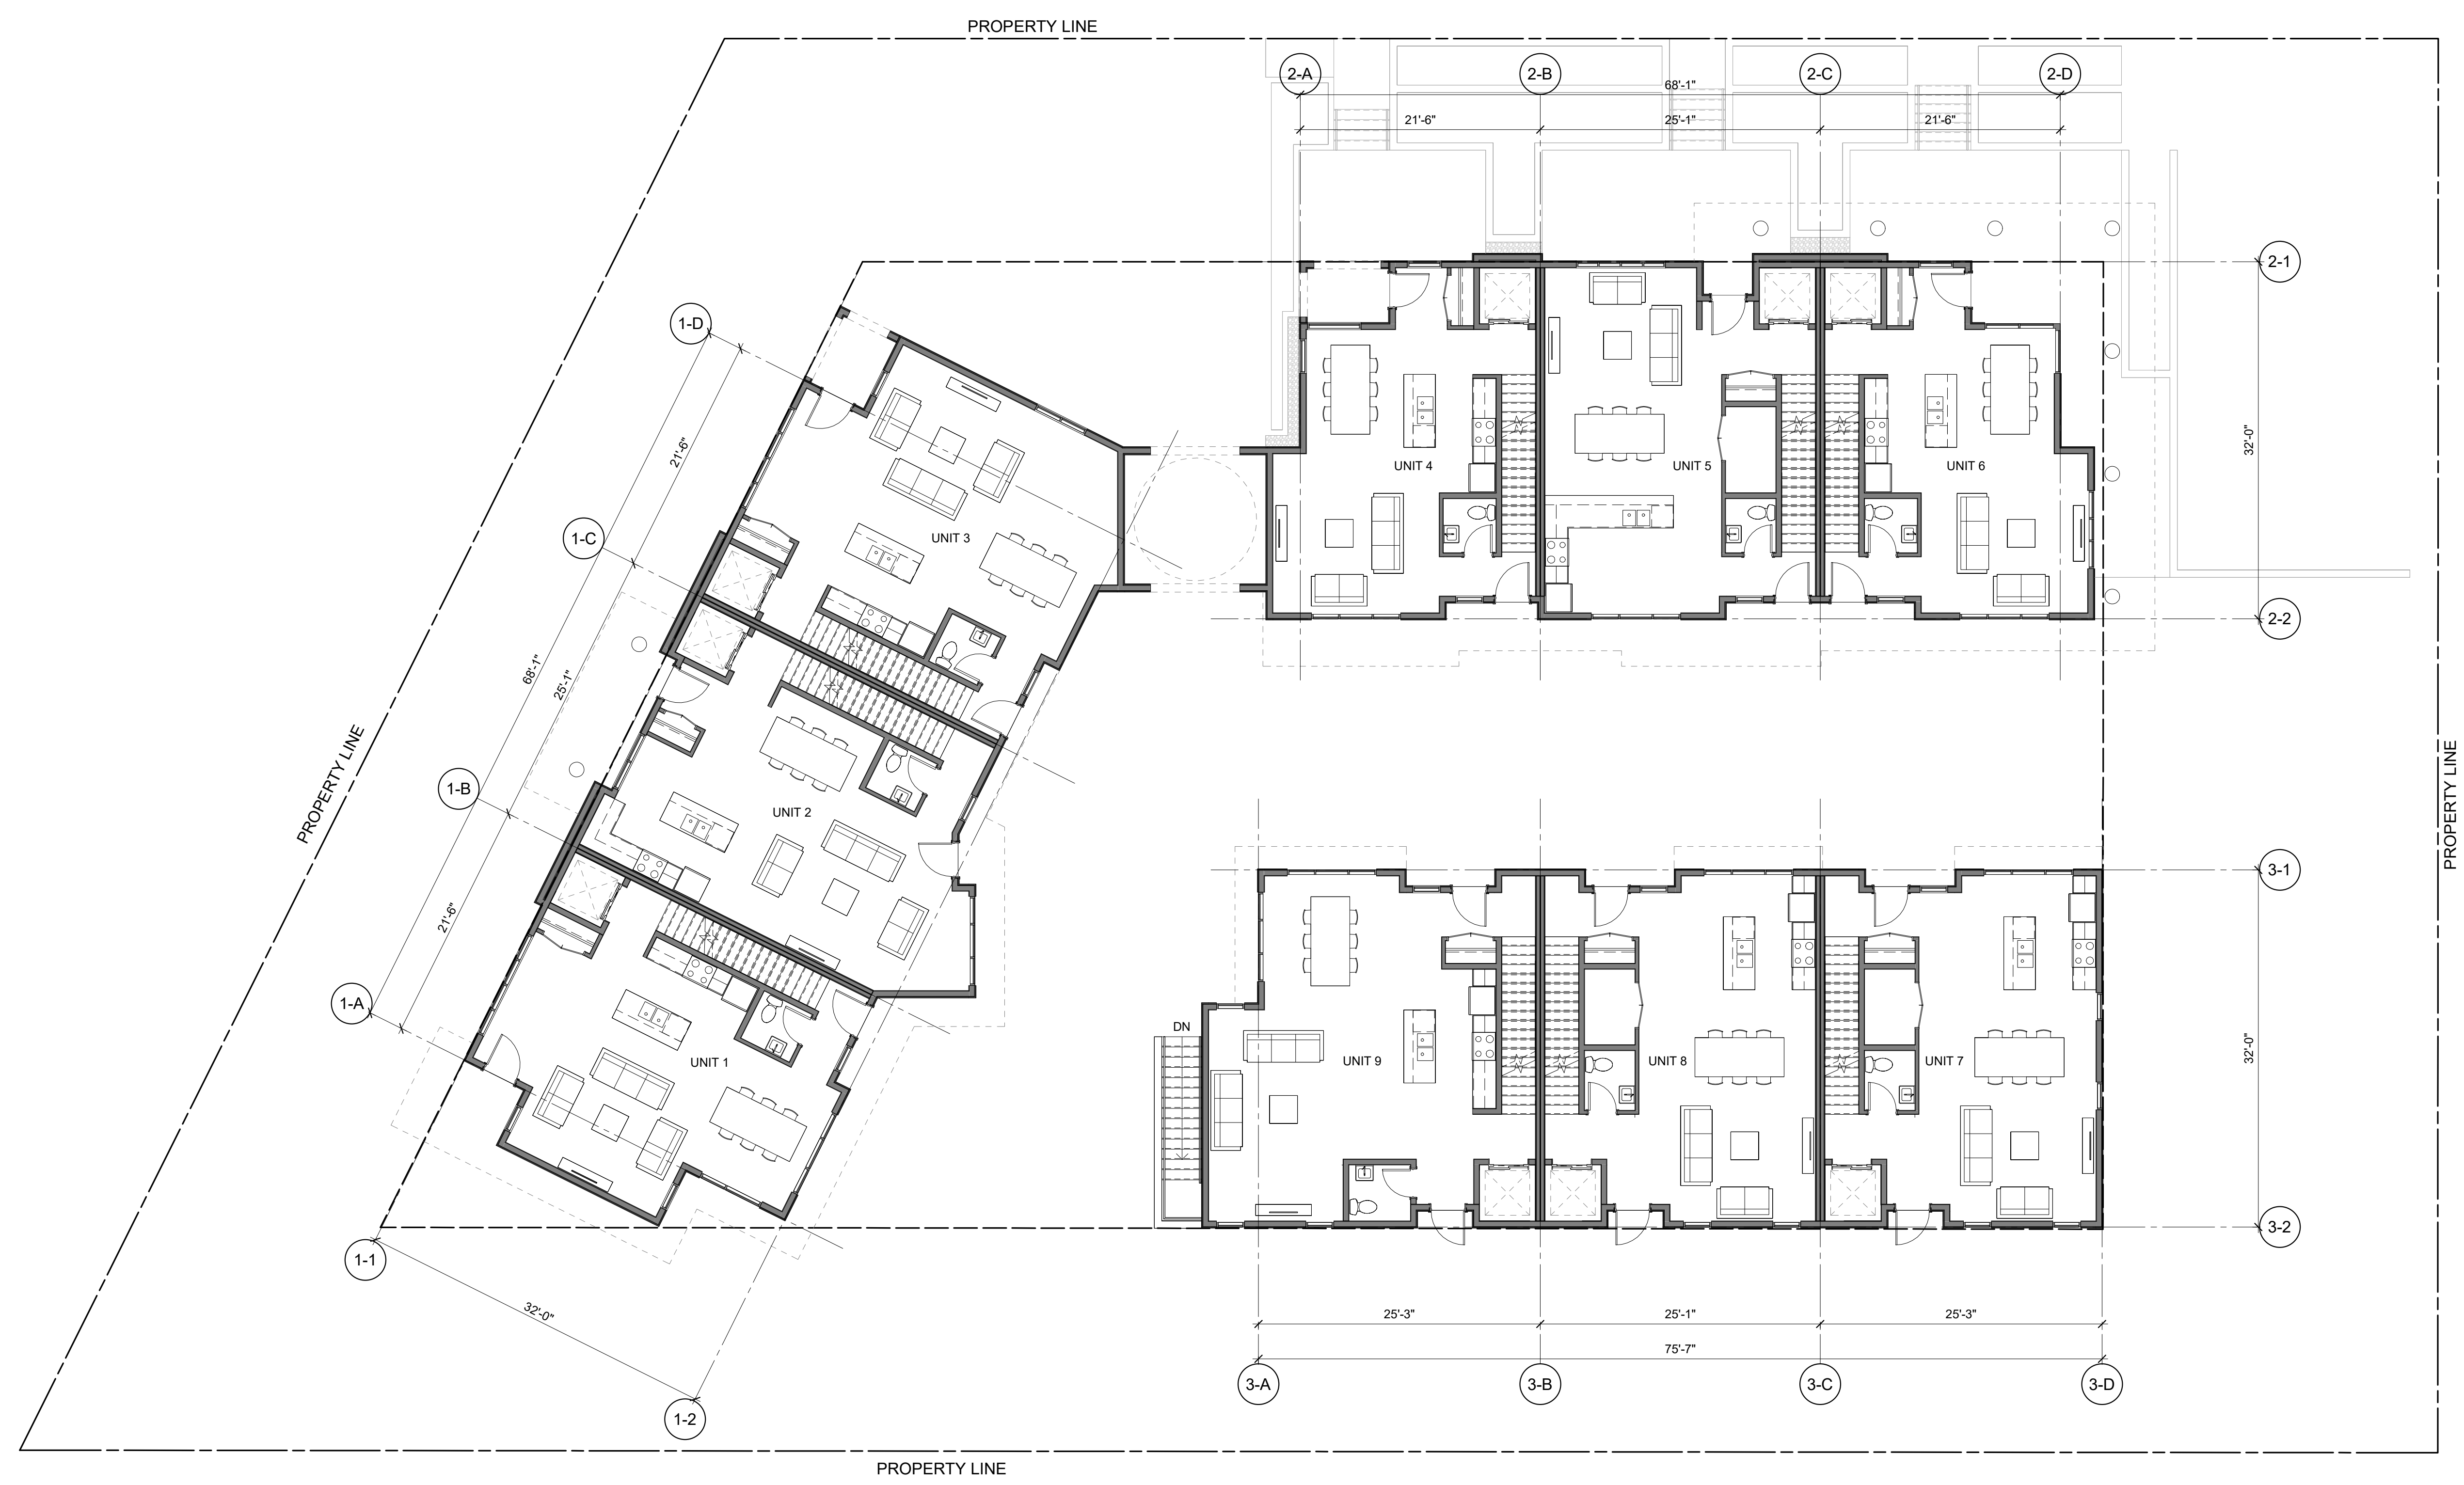 PROPERTY LINE
2-A
2-B
2-C
2-D
68'-1"
21'-6"
25'-1"
21'-6"
2-1
1-D
21'-6"
32'-0"
UNIT 4
UNIT 5
UNIT 6
1-C
UNIT 3
2-2
68'-1"
25'-1"
PROPERTY LINE
1-B
UNIT 2
PROPERTY LINE
3-1
21'-6"
1-A
DN
UNIT 1
UNIT 9
UNIT 8
UNIT 7
32'-0"
3-2
1-1
32'-0"
25'-3"
25'-1"
25'-3"
75'-7"
3-A
3-B
3-C
3-D
1-2
PROPERTY LINE